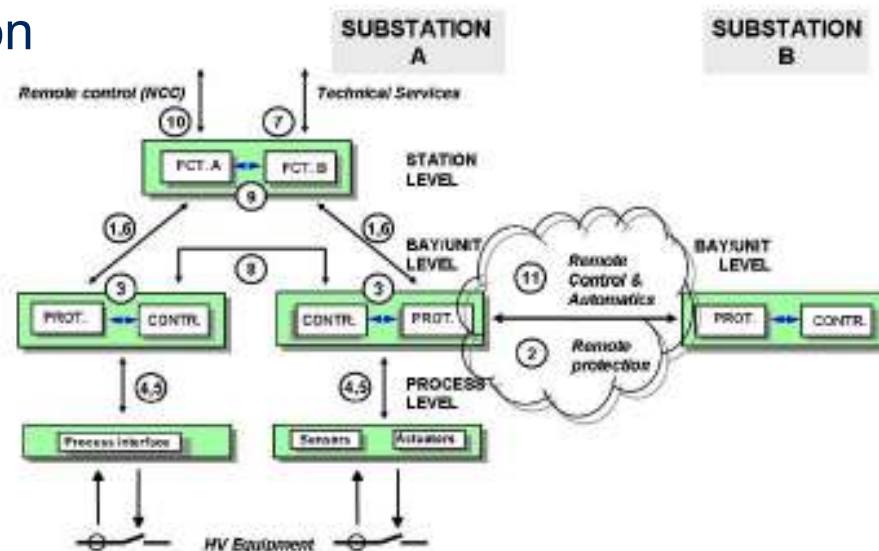 on
SUBSTATION
A
SUBSTATION
B
Remote control (NCC)
Technical Services
10
7
FCT. A
FCT. B
STATION
LEVEL
9
1,6
1,6
BAY/UNIT
LEVEL
8
3
3
PROT.
CONTR.
CONTR.
PROT.
11
Remote
Control &
Automatics
BAY/UNIT
LEVEL
PROT.
CONTR.
2
Remote
protection
4,5
4,5
PROCESS
LEVEL
Process interface
Sensors
Actuators
HV Equipment